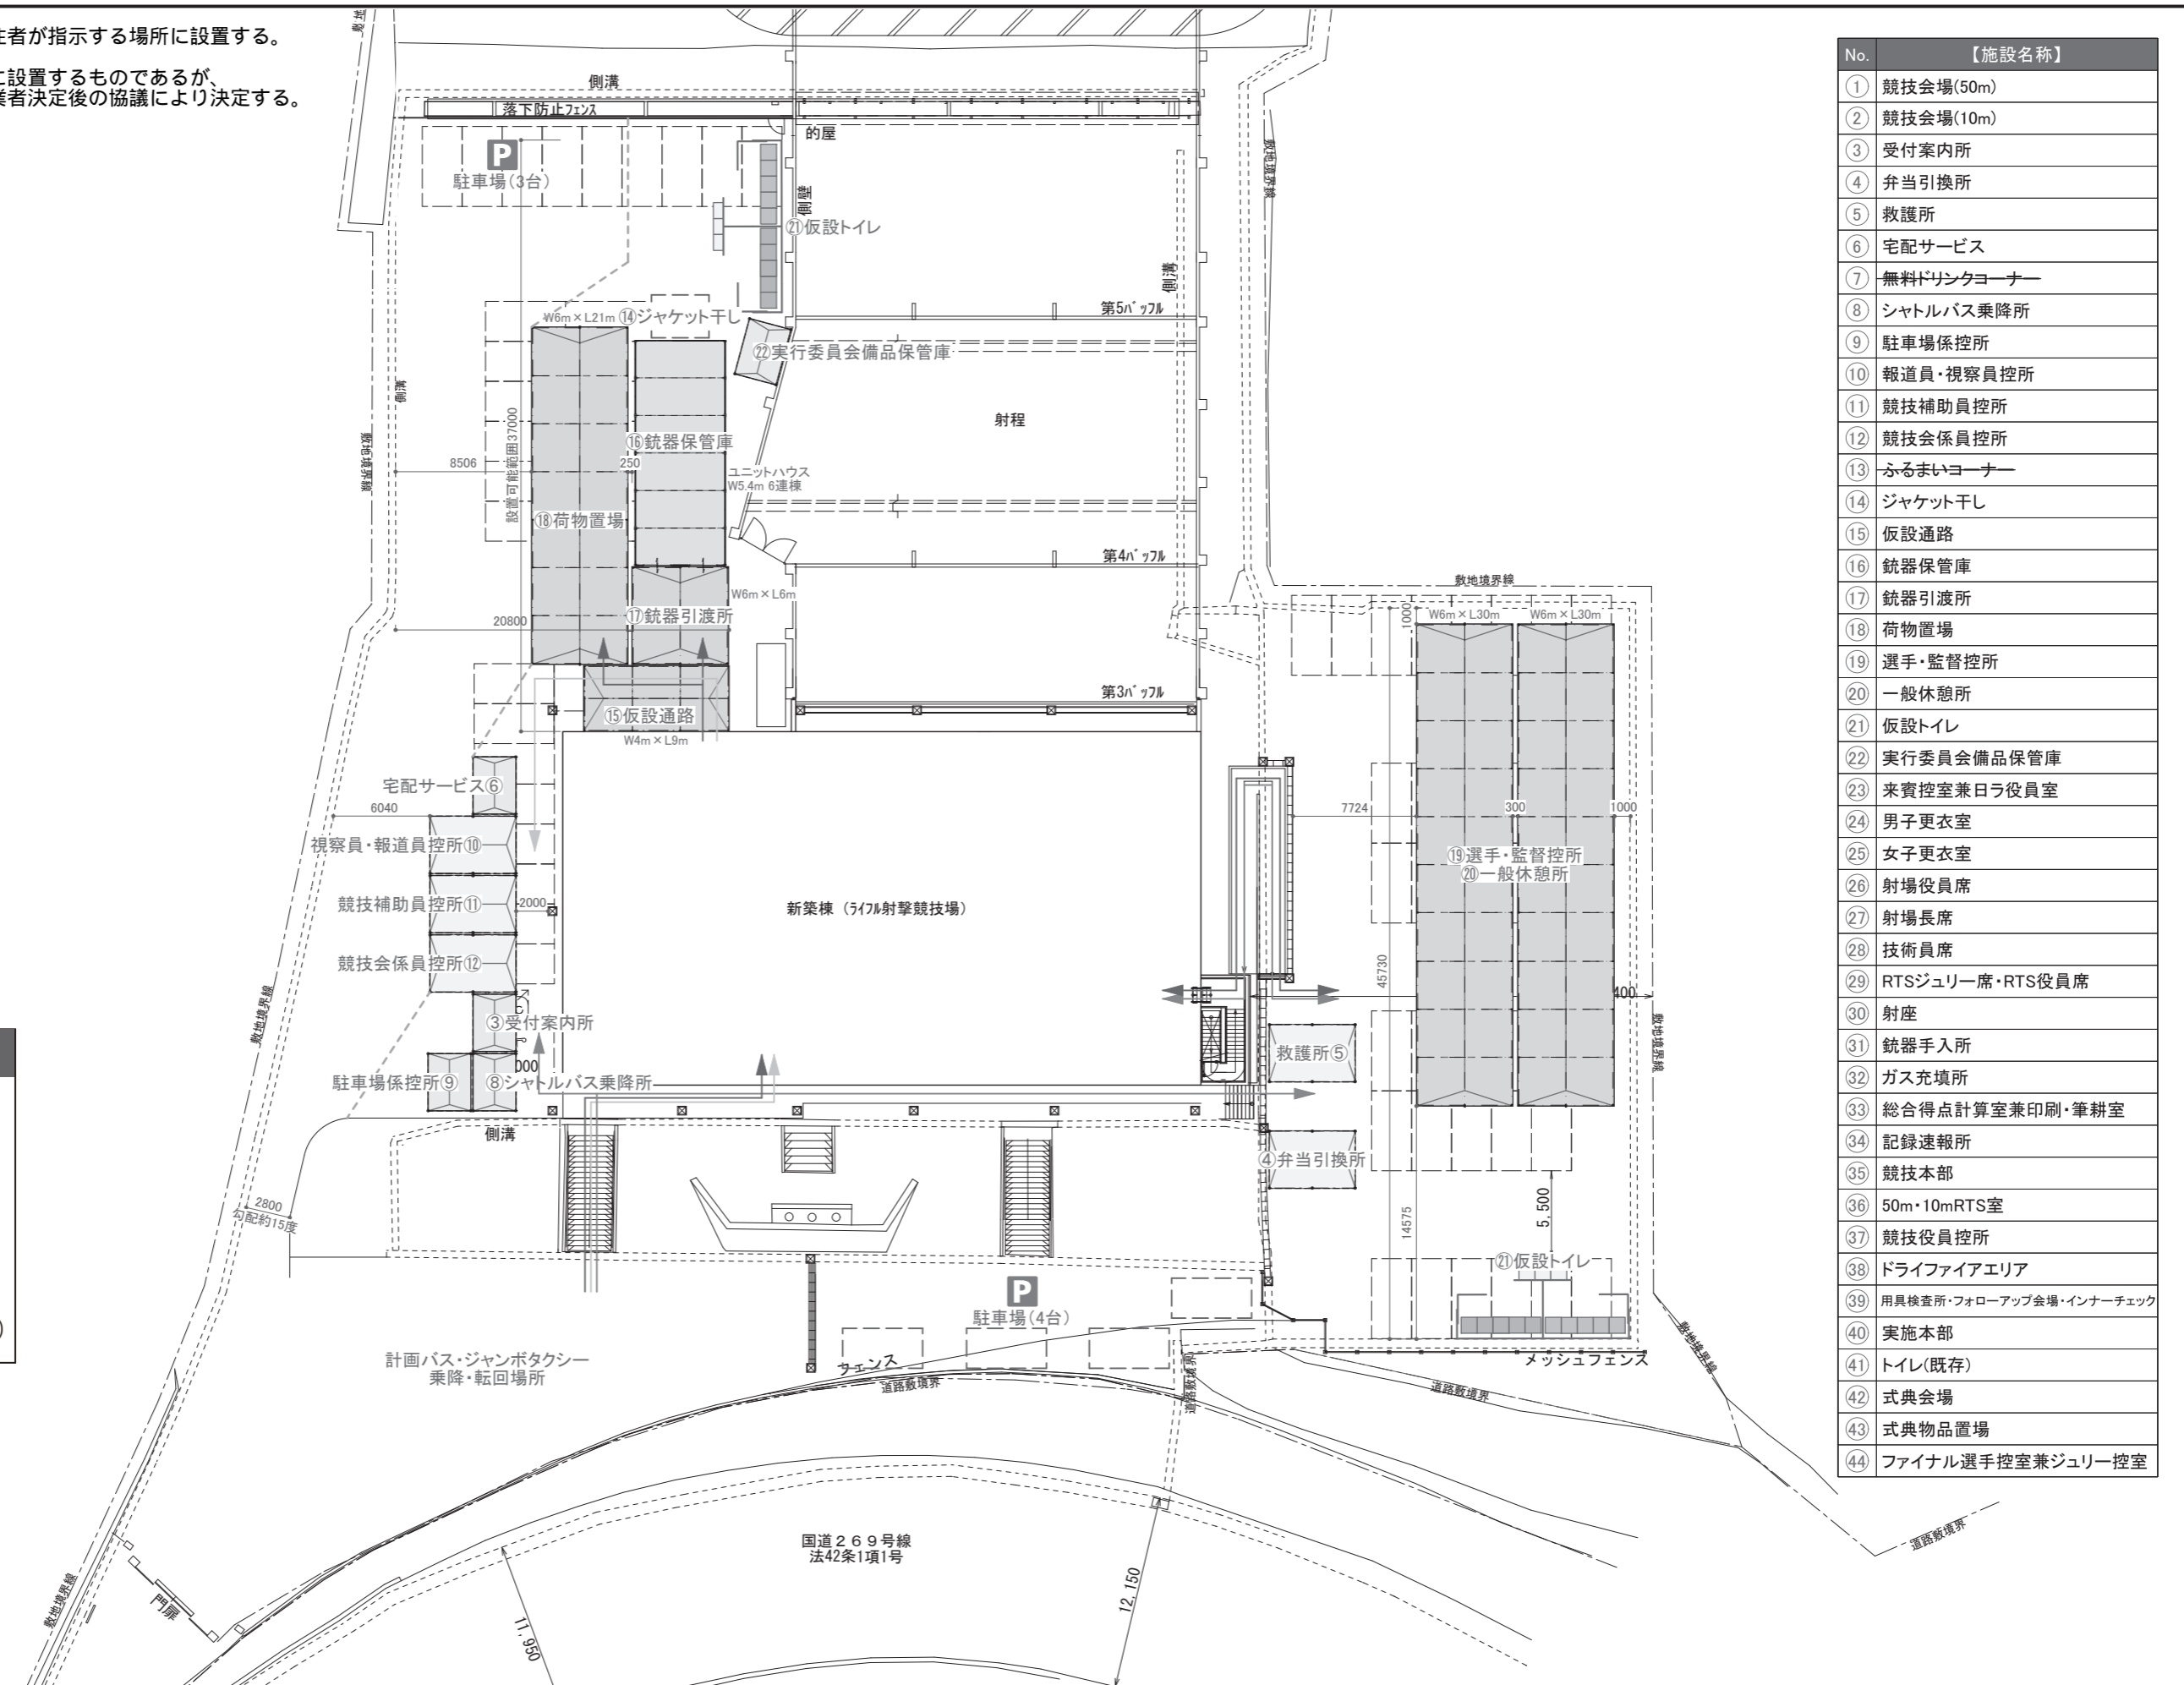 者が指示する場所に設置する。
に設置するものであるが、
業者決定後の協議により決定する。
敷地
側溝
落下防止ﾌｪﾝｽ
的屋
P
駐車場(3台)
側壁
㉑仮設トイレ
敷地境界線
側溝
第5ﾊﾞｯﾌﾙ
W6m×L21m
⑭ジャケット干し
㉒実行委員会備品保管庫
側溝
敷地境界線
設置可能範囲37000
射程
⑯銃器保管庫
8506
250
ユニットハウス
W5.4m 6連棟
⑱荷物置場
第4ﾊﾞｯﾌﾙ
W6m×L6m
⑰銃器引渡所
20800
敷地境界線
1000
W6m×L30m
W6m×L30m
第3ﾊﾞｯﾌﾙ
⑮仮設通路
W4m×L9m
宅配サービス⑥
6040
7724
300
1000
視察員・報道員控所⑩
⑲選手・監督控所
⑳一般休憩所
競技補助員控所⑪
2000
新築棟（ﾗｲﾌﾙ射撃競技場）
競技会係員控所⑫
45730
400
敷地境界線
③受付案内所
敷地境界線
救護所⑤
000
駐車場係控所⑨
⑧シャトルバス乗降所
側溝
④弁当引換所
2800
勾配約15度
14575
5,500
㉑仮設トイレ
P
駐車場(4台)
計画バス・ジャンボタクシー
乗降・転回場所
フェンス
道路敷境界
道路敷境界
メッシュフェンス
敷地境界線
道路敷境界
道路敷境界
国道２６９号線
法42条1項1号
12,150
11,950
門扉
敷地境界線
)
No. 【施設名称】
① 競技会場(50m)
② 競技会場(10m)
③ 受付案内所
④ 弁当引換所
⑤ 救護所
⑥ 宅配サービス
⑦ 無料ドリンクコーナー
⑧ シャトルバス乗降所
⑨ 駐車場係控所
⑩ 報道員・視察員控所
⑪ 競技補助員控所
⑫ 競技会係員控所
⑬ ふるまいコーナー
⑭ ジャケット干し
⑮ 仮設通路
⑯ 銃器保管庫
⑰ 銃器引渡所
⑱ 荷物置場
⑲ 選手・監督控所
⑳ 一般休憩所
㉑ 仮設トイレ
㉒ 実行委員会備品保管庫
㉓ 来賓控室兼日ラ役員室
㉔ 男子更衣室
㉕ 女子更衣室
㉖ 射場役員席
㉗ 射場長席
㉘ 技術員席
㉙ RTSジュリー席・RTS役員席
㉚ 射座
㉛ 銃器手入所
㉜ ガス充填所
㉝ 総合得点計算室兼印刷・筆耕室
㉞ 記録速報所
㉟ 競技本部
㊱ 50m・10mRTS室
㊲ 競技役員控所
㊳ ドライファイアエリア
㊴ 用具検査所・フォローアップ会場・インナーチェック
㊵ 実施本部
㊶ トイレ(既存)
㊷ 式典会場
㊸ 式典物品置場
㊹ ファイナル選手控室兼ジュリー控室